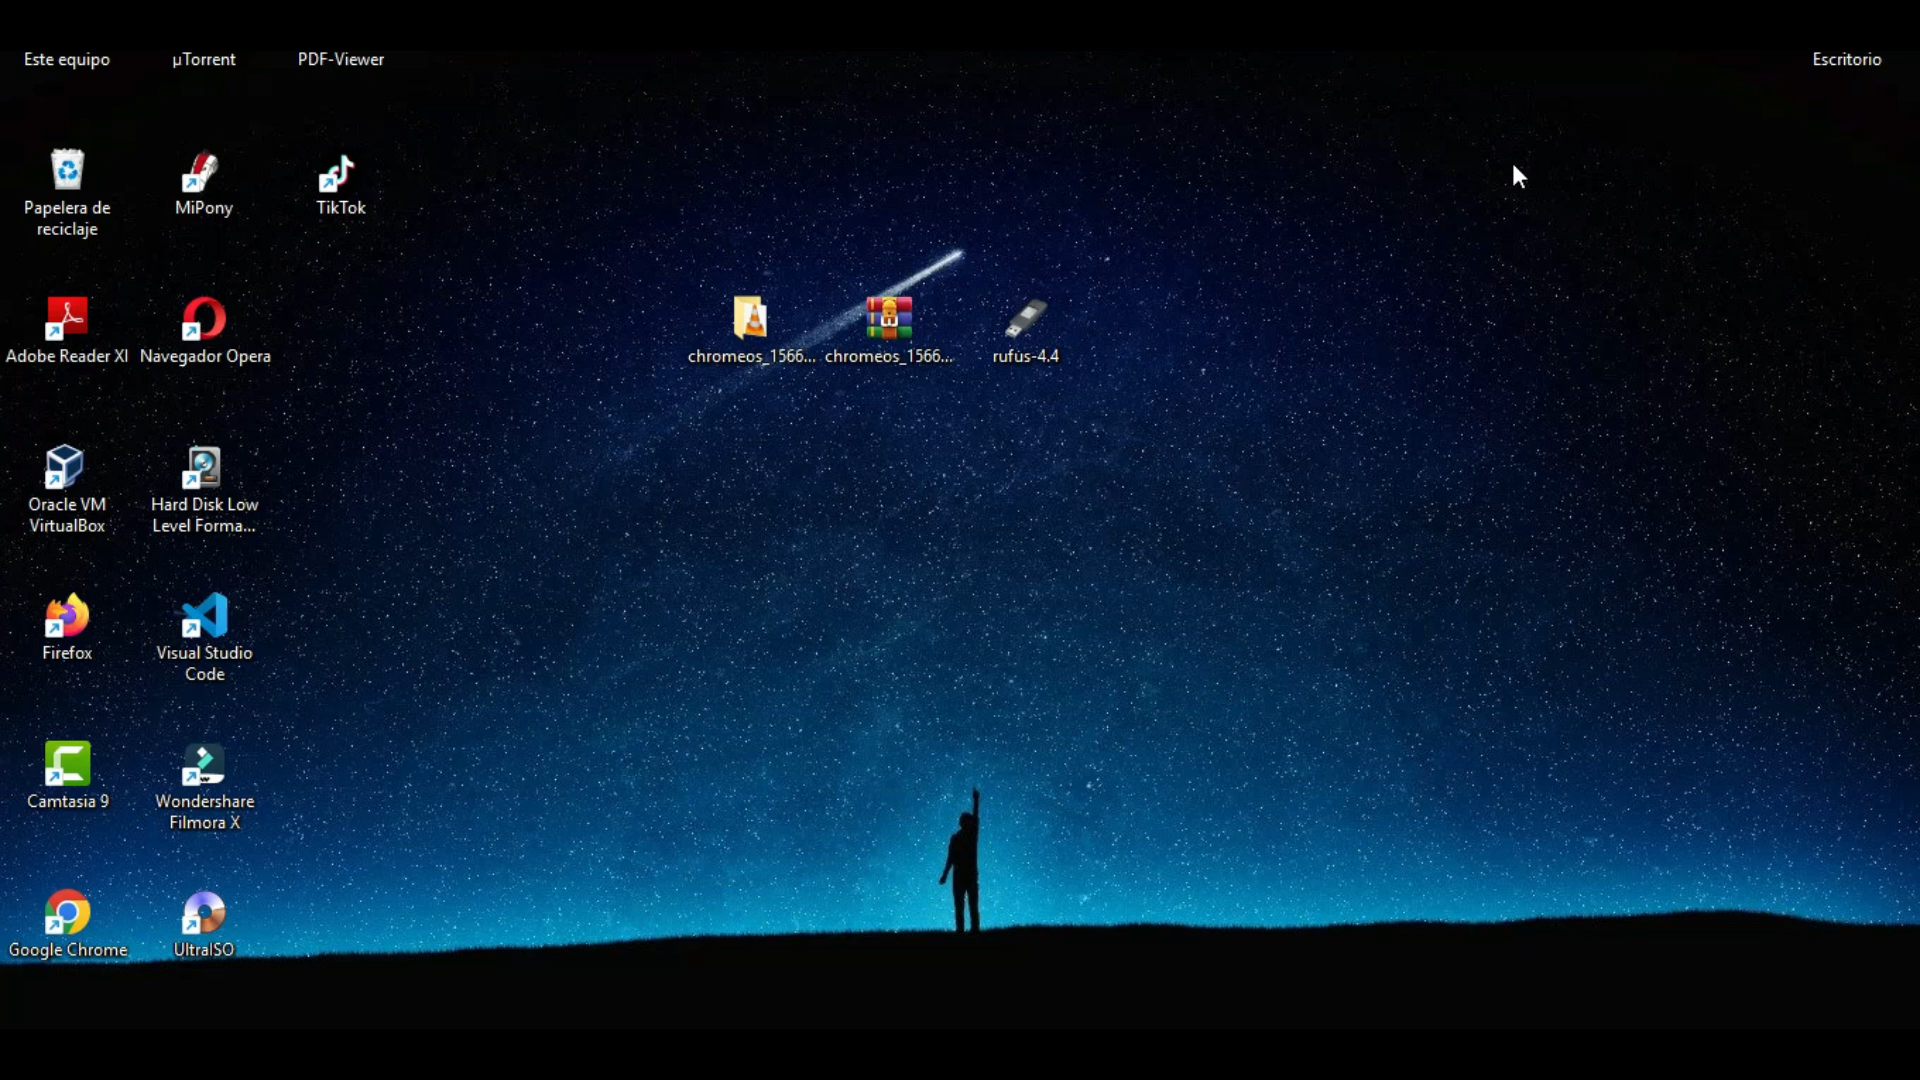 Este equipo
µTorrent
PDF-Viewer
Escritorio
Papelera de
reciclaje
MiPony
TikTok
Adobe Reader XI
Navegador Opera
chromeos_1566...
chromeos_1566...
rufus-4.4
Oracle VM
VirtualBox
Hard Disk Low
Level Forma...
Firefox
Visual Studio
Code
Camtasia 9
Wondershare
Filmora X
Google Chrome
UltraISO